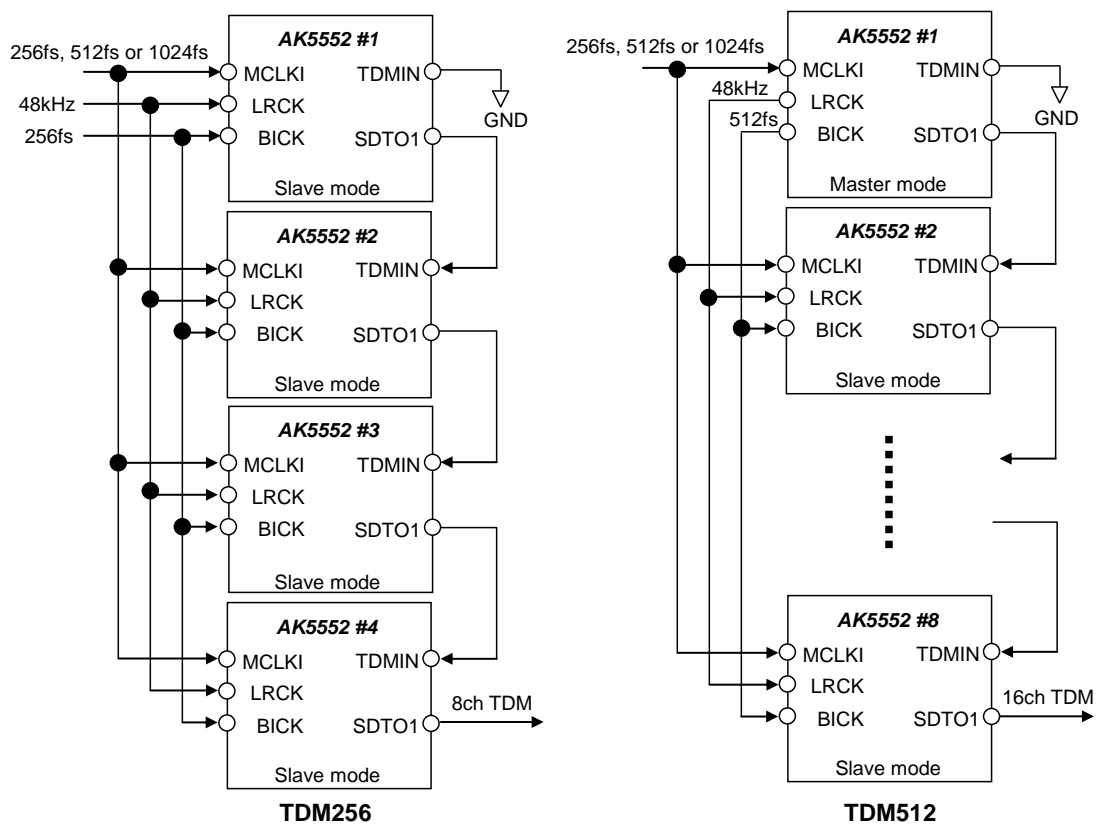 256fs, 512fs or 1024fs
48kHz
256fs
AK5552 #1
MCLKI
TDMIN
LRCK
BICK
SDTO1
GND
Slave mode
AK5552 #2
MCLKI
TDMIN
LRCK
BICK
SDTO1
Slave mode
AK5552 #3
MCLKI
TDMIN
LRCK
BICK
SDTO1
Slave mode
AK5552 #4
MCLKI
TDMIN
LRCK
BICK
SDTO1
8ch TDM
Slave mode
TDM256
256fs, 512fs or 1024fs
48kHz
512fs
AK5552 #1
MCLKI
TDMIN
LRCK
BICK
SDTO1
GND
Master mode
AK5552 #2
MCLKI
TDMIN
LRCK
BICK
SDTO1
Slave mode
AK5552 #8
MCLKI
TDMIN
LRCK
BICK
SDTO1
16ch TDM
Slave mode
TDM512